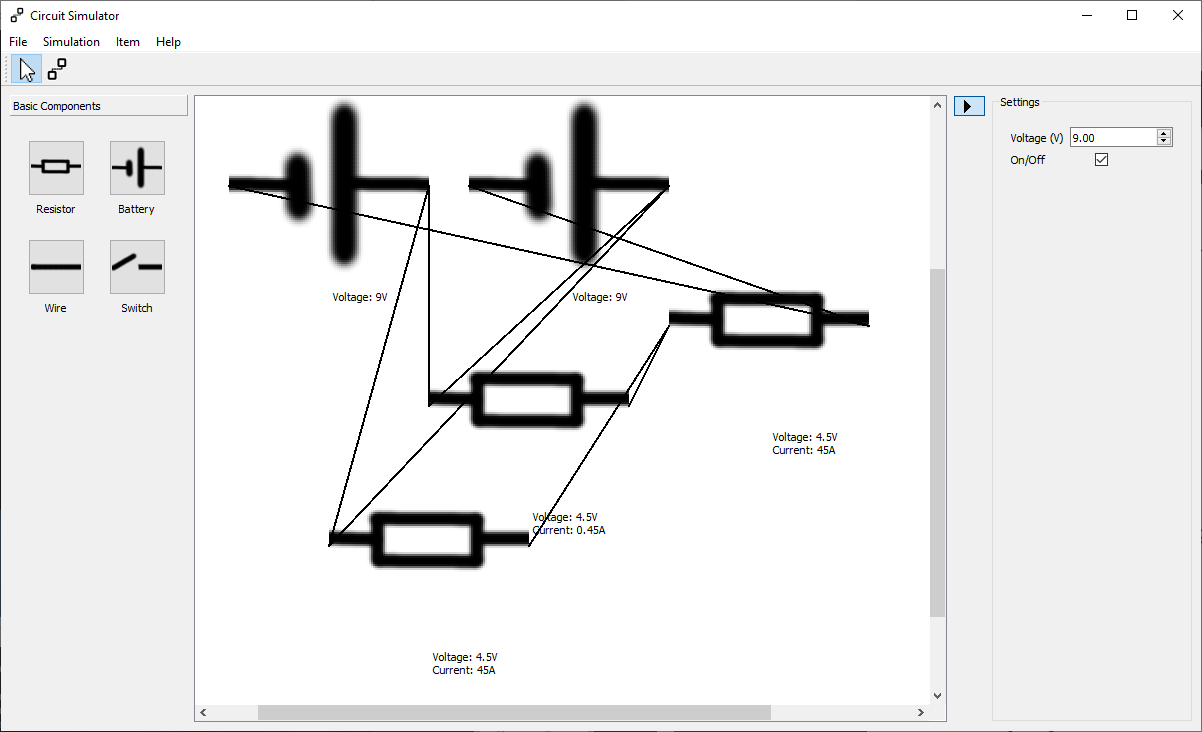 Circuit Simulator
File Simulation Item Help
Basic Components
Resistor Battery
Wire Switch
Voltage: 9V
Voltage: 9V
Voltage: 4.5V
Current: 45A
Voltage: 4.5V
Current: 0.45A
Voltage: 4.5V
Current: 45A
Settings
Voltage (V) 9.00
On/Off